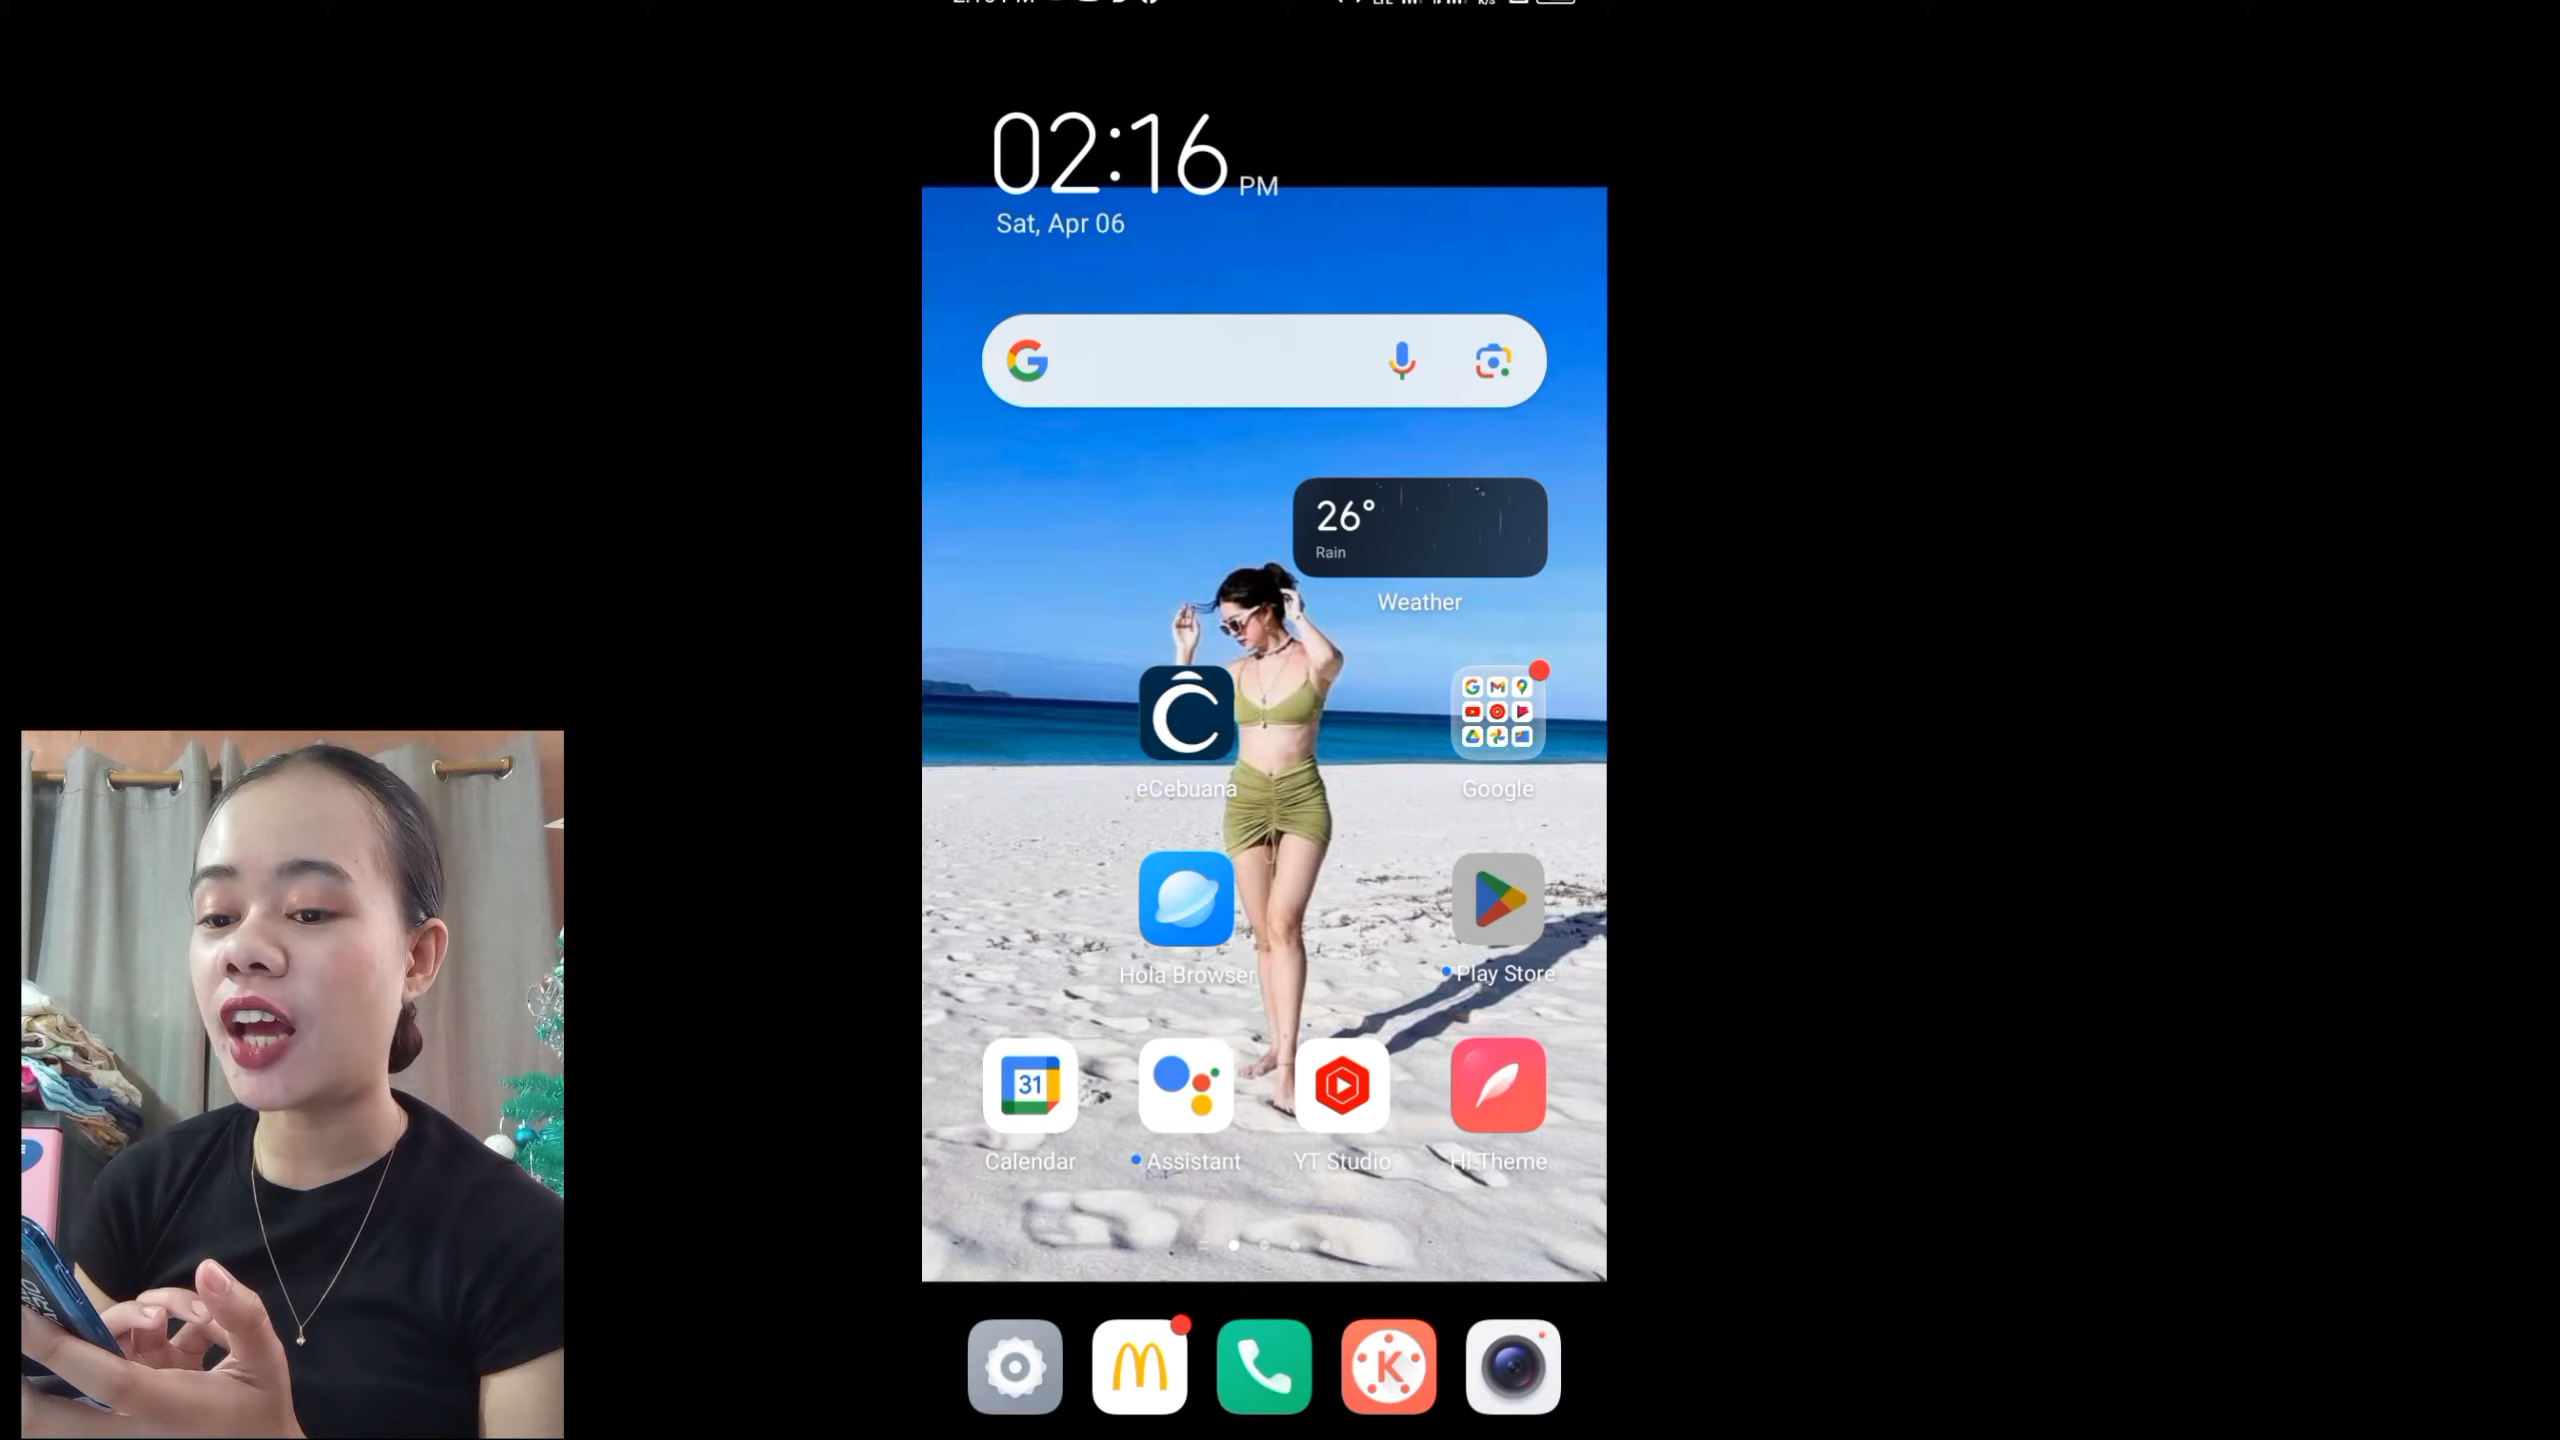 02:16 PM
Sat, Apr 06
26°
Rain
Weather
eCebuana
Google
Hola Browser
Play Store
31
Calendar
Assistant
YT Studio
Hi Theme
K